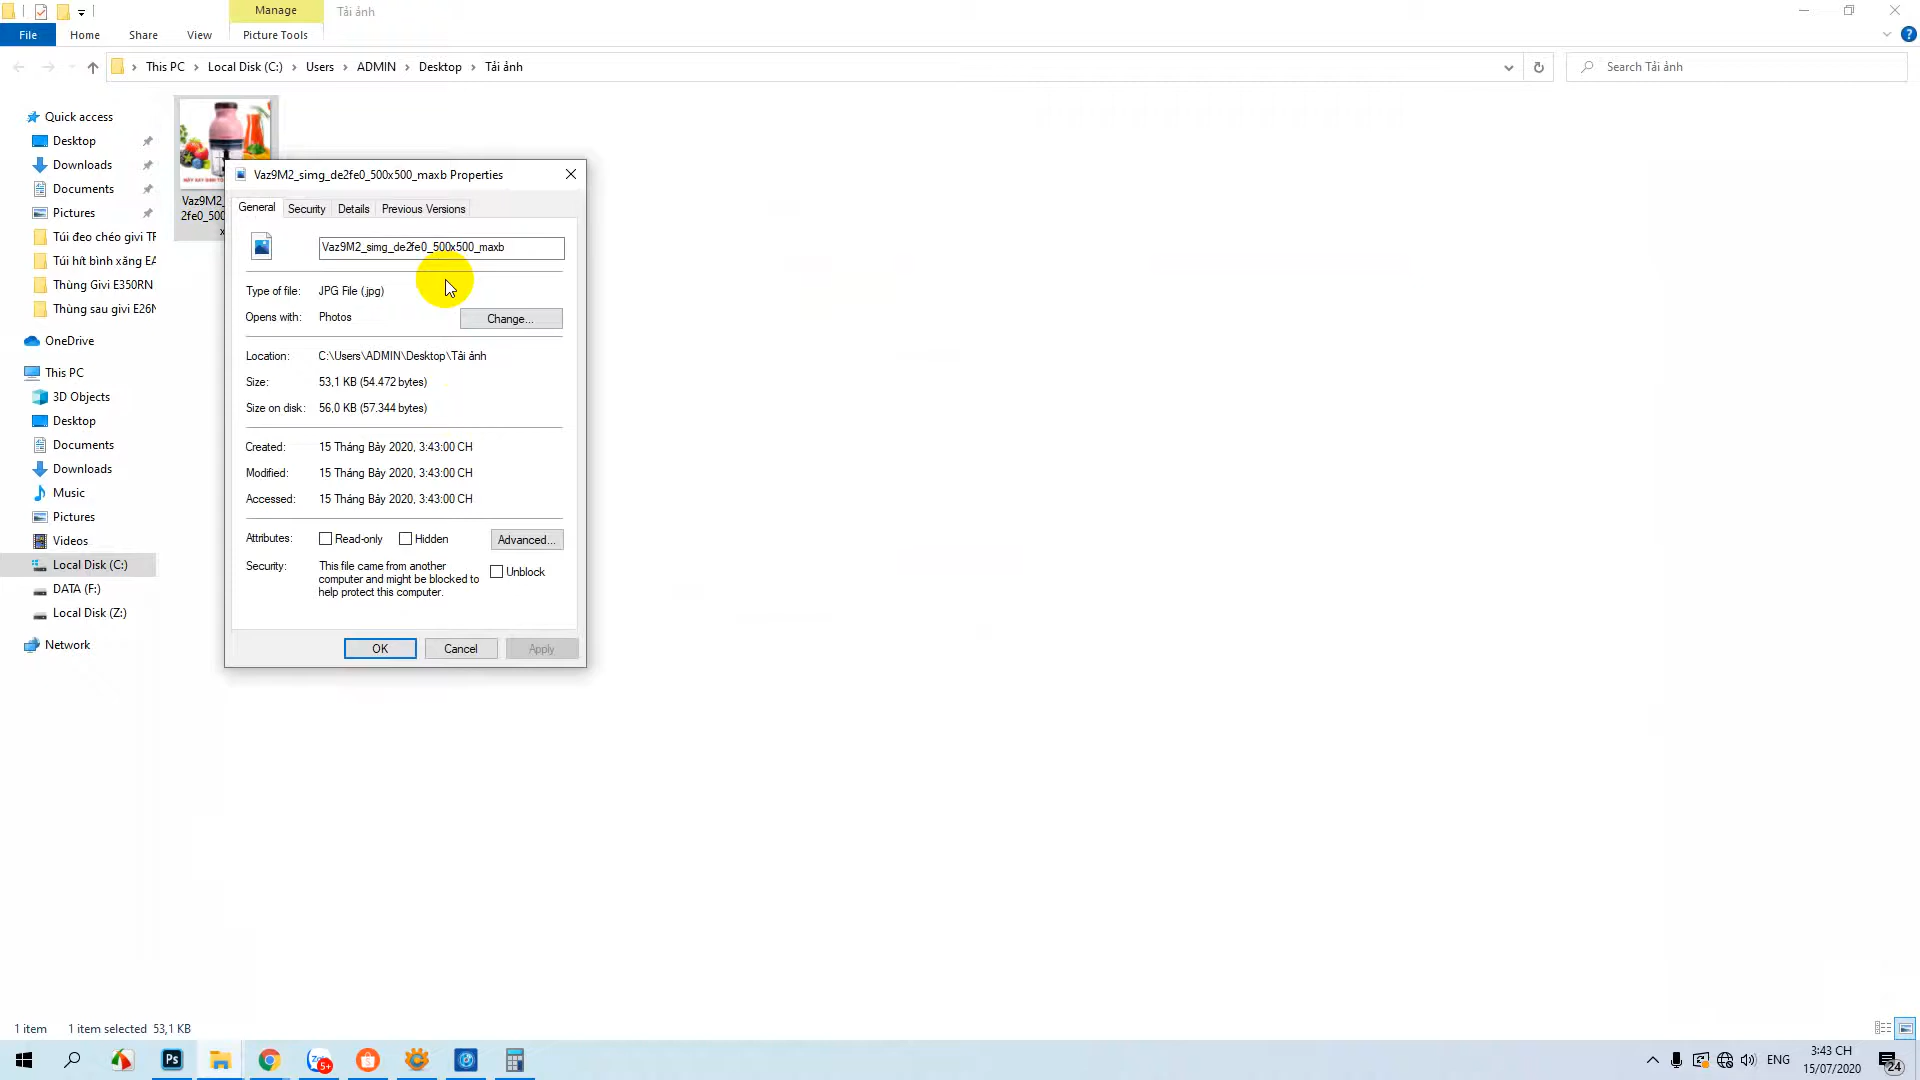 Manage
Tải ảnh
File
Home
Share
View
Picture Tools
This PC
Local Disk (C:)
Users
ADMIN
Desktop
Tải ảnh
Search Tải ảnh
Quick access
Desktop
Downloads
Documents
Pictures
Túi đeo chéo givi TF
Túi hít bình xăng EA
Thùng Givi E350RN
Thùng sau givi E26N
OneDrive
This PC
3D Objects
Desktop
Documents
Downloads
Music
Pictures
Videos
Local Disk (C:)
DATA (F:)
Local Disk (Z:)
Network
Vaz9M2_
2fe0_500
x
Vaz9M2_simg_de2fe0_500x500_maxb Properties
General
Security
Details
Previous Versions
Vaz9M2_simg_de2fe0_500x500_maxb
Type of file: JPG File (.jpg)
Opens with: Photos
Change...
Location: C:\Users\ADMIN\Desktop\Tải ảnh
Size: 53,1 KB (54.472 bytes)
Size on disk: 56,0 KB (57.344 bytes)
Created: 15 Tháng Bảy 2020, 3:43:00 CH
Modified: 15 Tháng Bảy 2020, 3:43:00 CH
Accessed: 15 Tháng Bảy 2020, 3:43:00 CH
Attributes: Read-only Hidden Advanced...
Security: This file came from another
computer and might be blocked to
help protect this computer.
Unblock
OK
Cancel
Apply
1 item
1 item selected 53,1 KB
Ps
5+
ENG
3:43 CH
15/07/2020
24